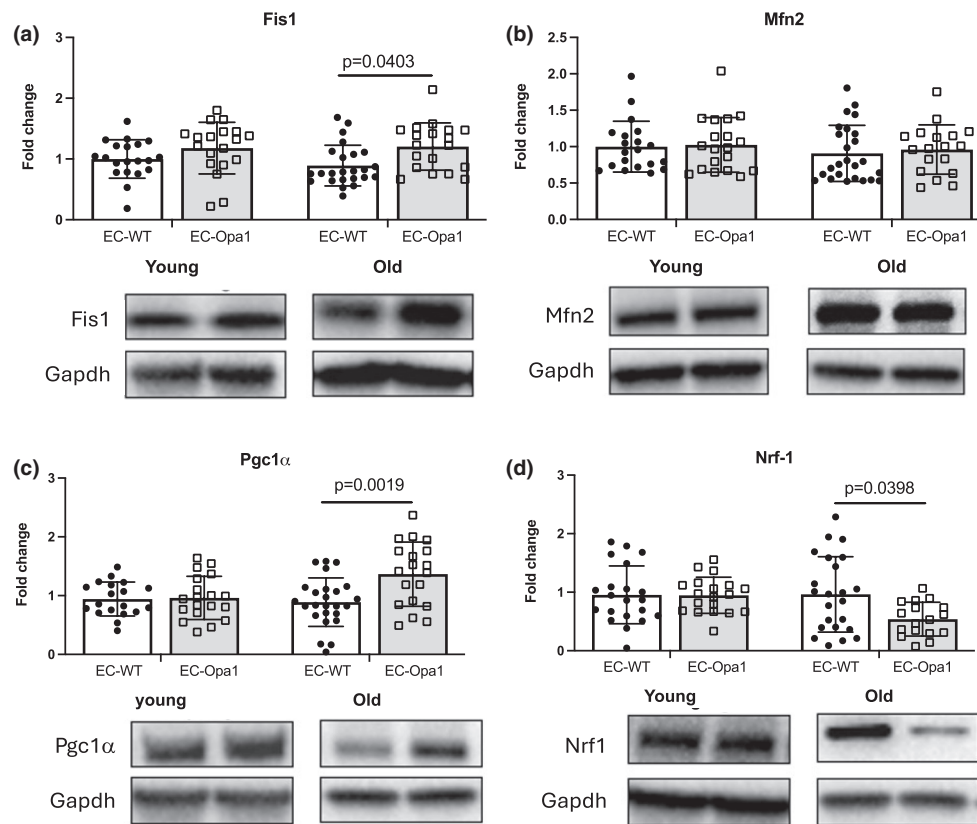 (a)
Fis1
Fold change
3
2
1
0
p=0.0403
EC-WT EC-Opa1 EC-WT EC-Opa1
Young Old
Fis1
Gapdh
(b)
Mfn2
Fold change
2.5
2.0
1.5
1.0
0.5
0.0
EC-WT EC-Opa1 EC-WT EC-Opa1
Young Old
Mfn2
Gapdh
(c)
Pgc1α
Fold change
3
2
1
0
p=0.0019
EC-WT EC-Opa1 EC-WT EC-Opa1
young Old
Pgc1α
Gapdh
(d)
Nrf-1
Fold change
3
2
1
0
p=0.0398
EC-WT EC-Opa1 EC-WT EC-Opa1
Young Old
Nrf1
Gapdh